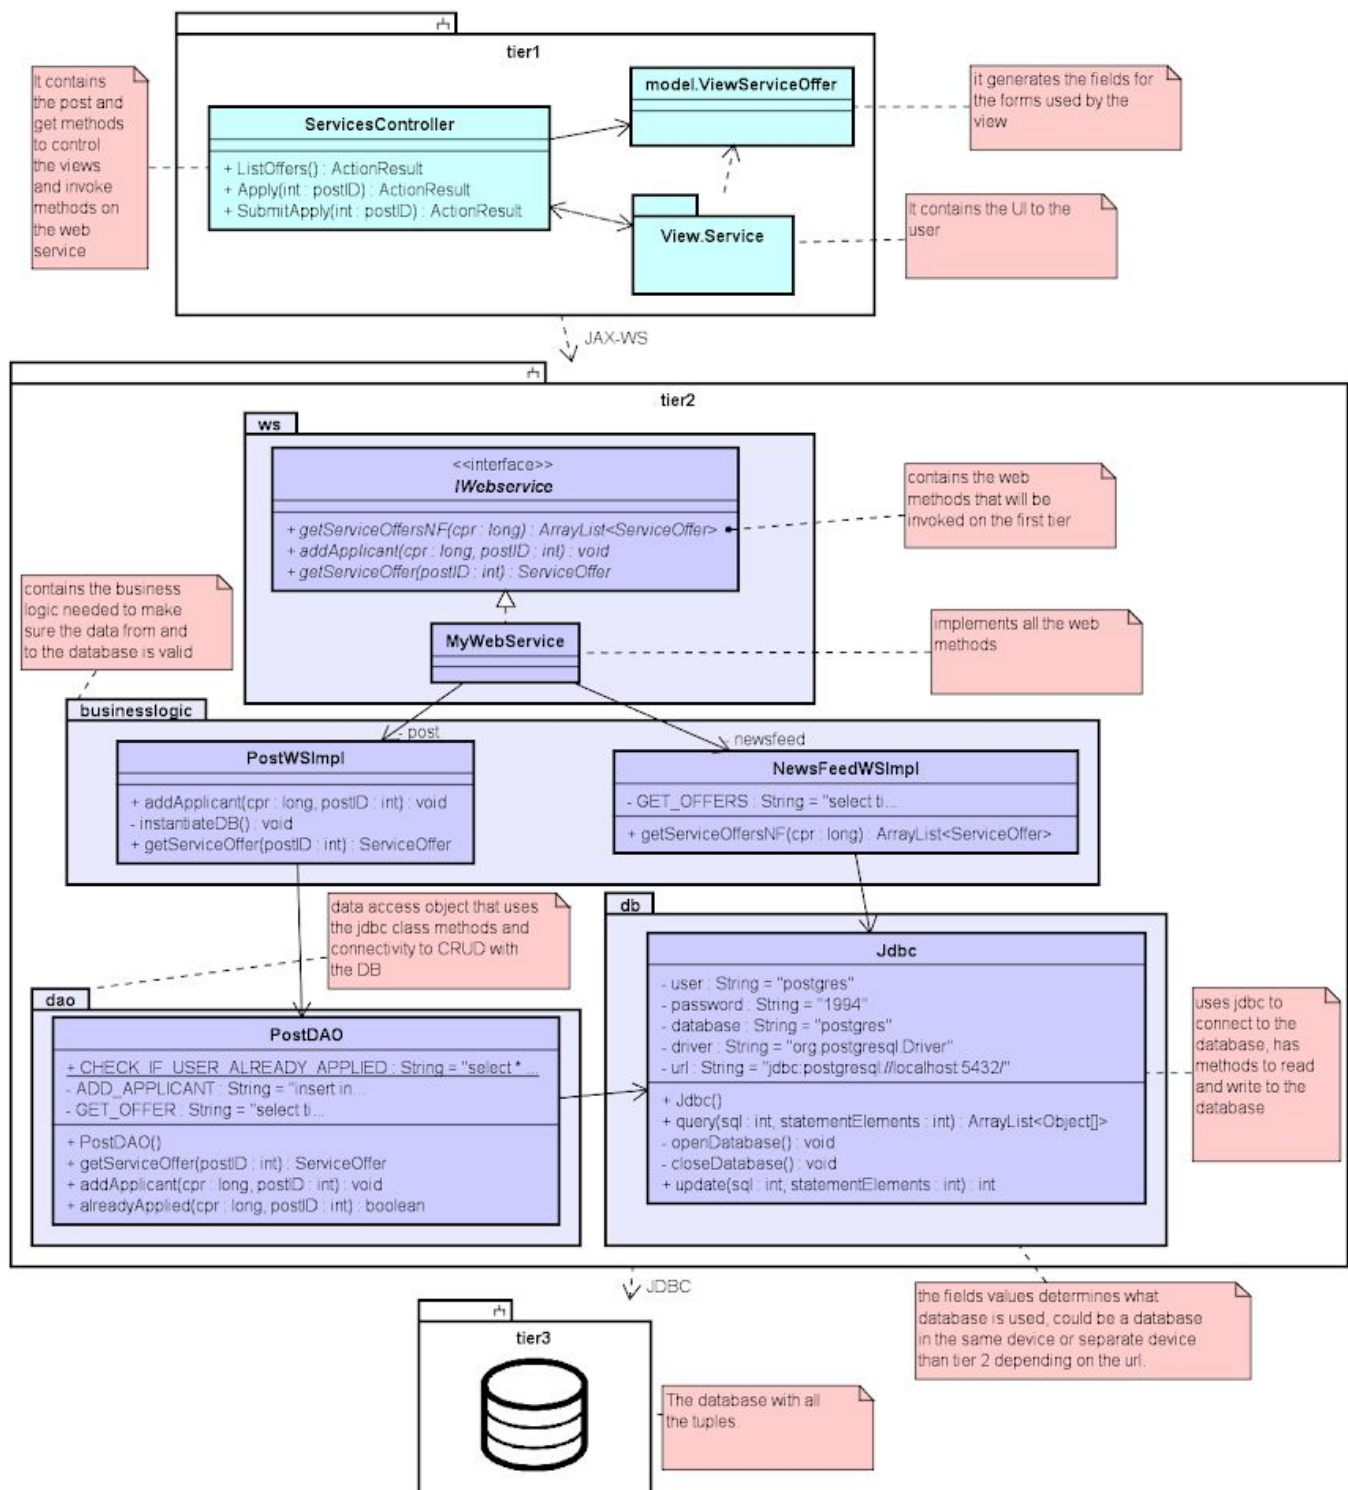 tier1
It contains
the post and
get methods
to control
the views
and invoke
methods on
the web
service
ServicesController
+ ListOffers() : ActionResult
+ Apply(int : postID) : ActionResult
+ SubmitApply(int : postID) : ActionResult
model.ViewServiceOffer
it generates the fields for
the forms used by the
view
View.Service
It contains the UI to the
user
JAX-WS
tier2
ws
<<interface>>
IWebservice
+ getServiceOffersNF(cpr : long) : ArrayList<ServiceOffer>
+ addApplicant(cpr : long, postID : int) : void
+ getServiceOffer(postID : int) : ServiceOffer
contains the web
methods that will be
invoked on the first tier
MyWebService
implements all the web
methods
contains the business
logic needed to make
sure the data from and
to the database is valid
businesslogic
- post
- newsfeed
PostWSImpl
+ addApplicant(cpr : long, postID : int) : void
- instantiateDB() : void
+ getServiceOffer(postID : int) : ServiceOffer
NewsFeedWSImpl
- GET_OFFERS : String = "select ti...
+ getServiceOffersNF(cpr : long) : ArrayList<ServiceOffer>
data access object that uses
the jdbc class methods and
connectivity to CRUD with
the DB
dao
PostDAO
+ CHECK_IF_USER_ALREADY_APPLIED : String = "select * ...
- ADD_APPLICANT : String = "insert in...
- GET_OFFER : String = "select ti...
+ PostDAO()
+ getServiceOffer(postID : int) : ServiceOffer
+ addApplicant(cpr : long, postID : int) : void
+ alreadyApplied(cpr : long, postID : int) : boolean
db
Jdbc
- user : String = "postgres"
- password : String = "1994"
- database : String = "postgres"
- driver : String = "org.postgresql.Driver"
- url : String = "jdbc:postgresql://localhost:5432/"
+ Jdbc()
+ query(sql : int, statementElements : int) : ArrayList<Object[]>
- openDatabase() : void
- closeDatabase() : void
+ update(sql : int, statementElements : int) : int
uses jdbc to
connect to the
database, has
methods to read
and write to the
database
JDBC
the fields values determines what
database is used, could be a database
in the same device or separate device
than tier 2 depending on the url.
tier3
The database with all
the tuples.